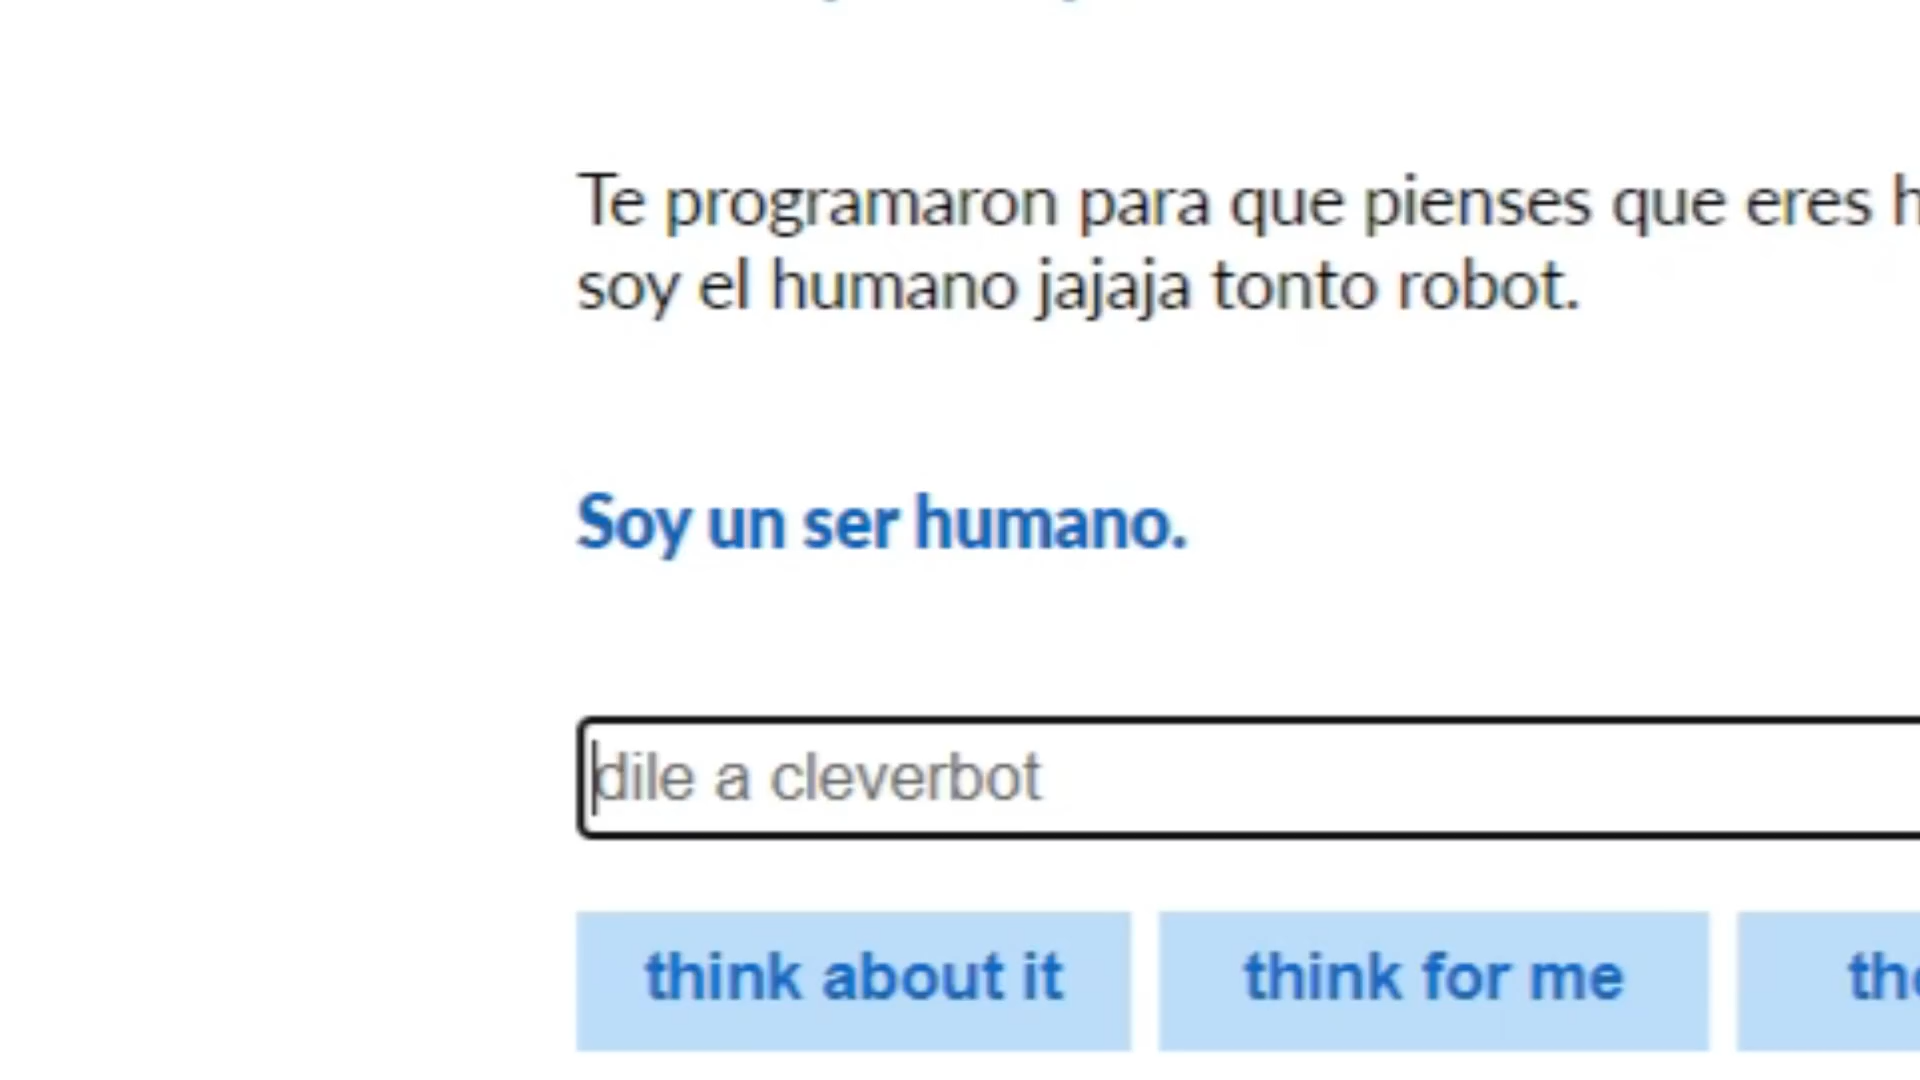 Te programaron para que pienses que eres
soy el humano jajaja tonto robot.
Soy un ser humano.
dile a cleverbot
think about it
think for me